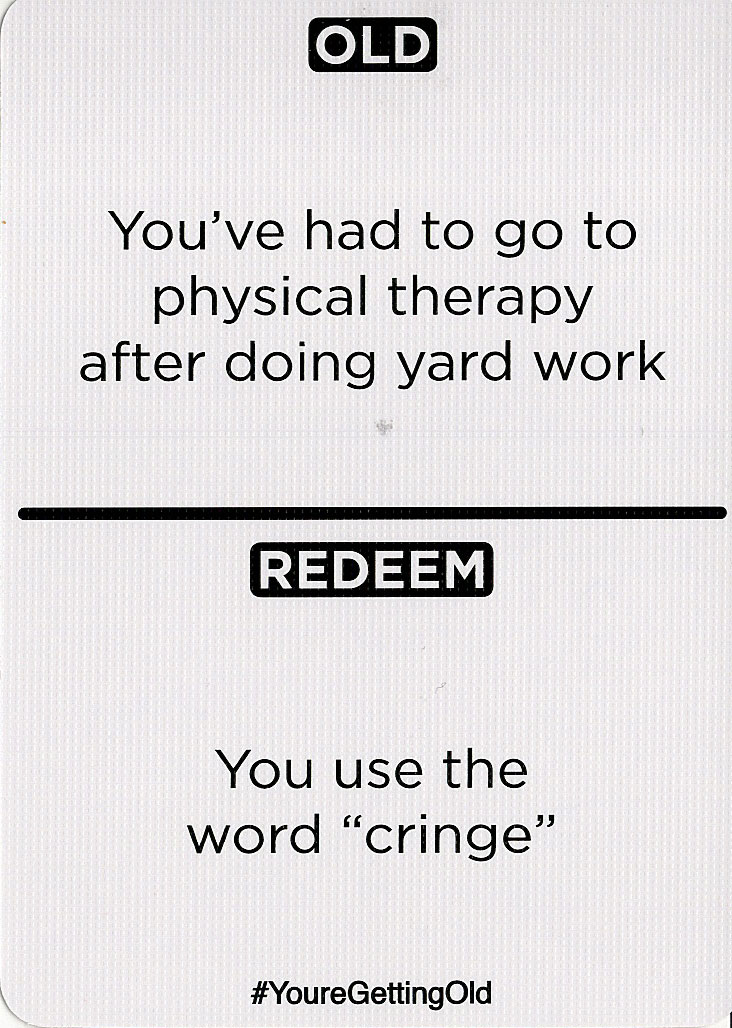 OLD
You’ve had to go to
physical therapy
after doing yard work
REDEEM
You use the
word “cringe”
#YoureGettingOld